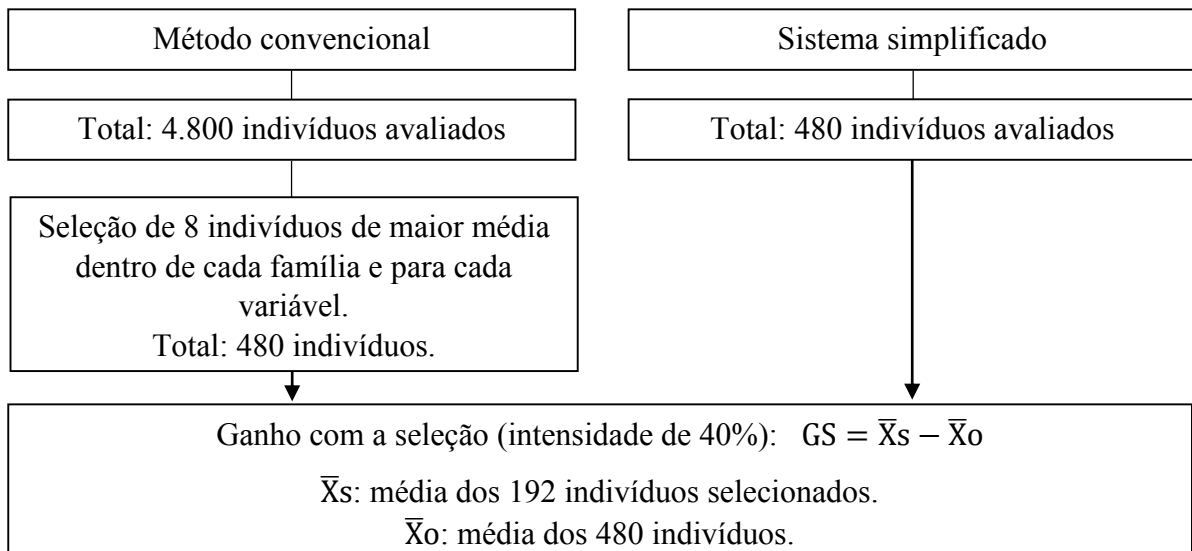 Método convencional
Sistema simplificado
Total: 4.800 indivíduos avaliados
Total: 480 indivíduos avaliados
Seleção de 8 indivíduos de maior média
dentro de cada família e para cada
variável.
Total: 480 indivíduos.
Ganho com a seleção (intensidade de 40%): GS = X̅s − X̅o
X̅s: média dos 192 indivíduos selecionados.
X̅o: média dos 480 indivíduos.